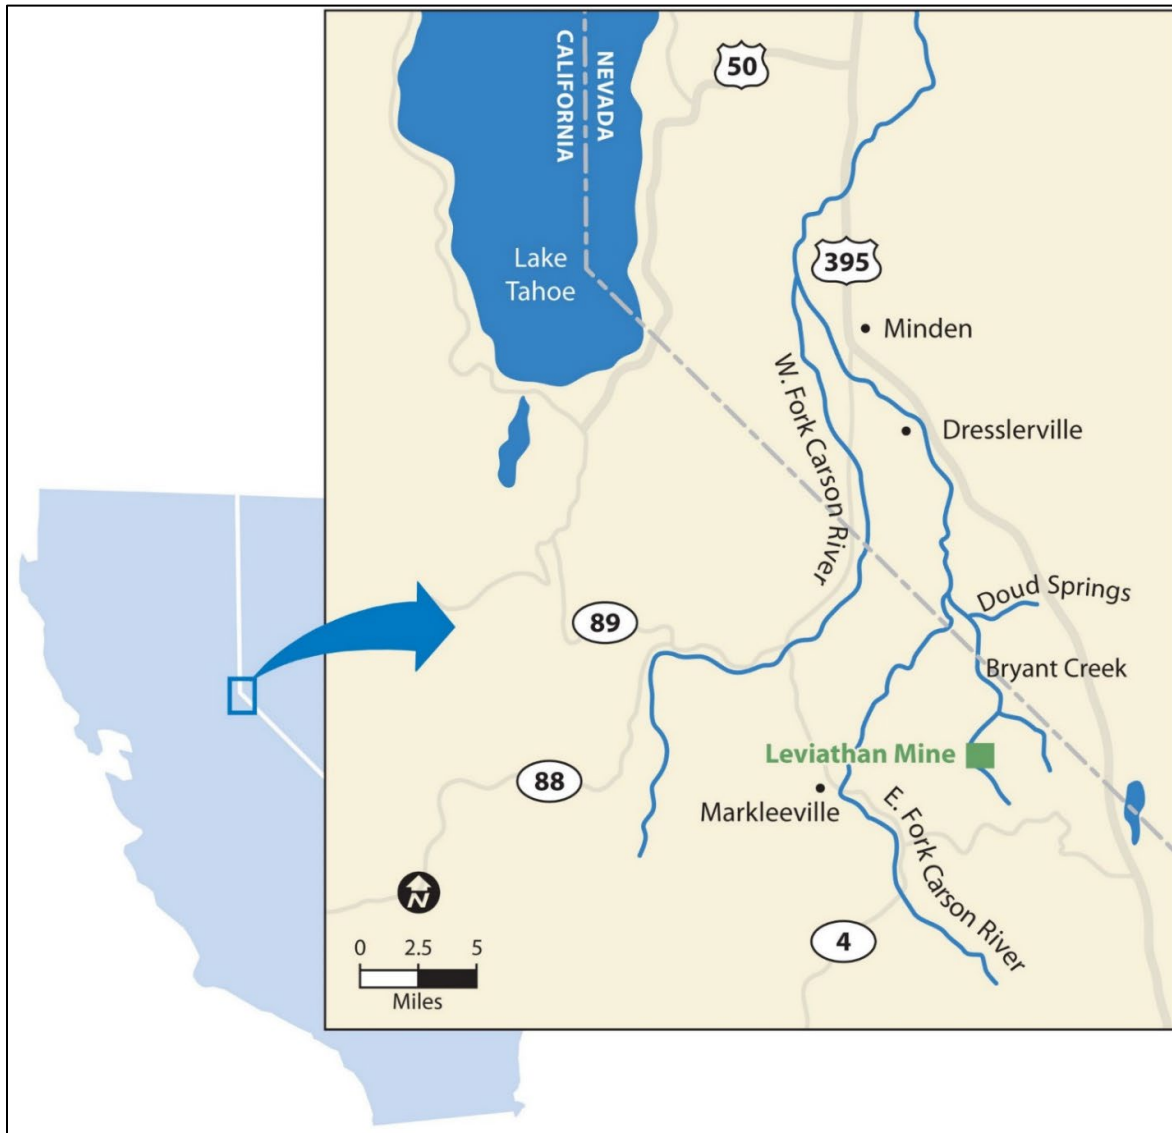 CALIFORNIA
NEVADA
50
Lake
Tahoe
395
Minden
W. Fork Carson River
Dresslerville
Doud Springs
89
Bryant Creek
Leviathan Mine
88
Markleeville
E. Fork Carson River
N
4
0 2.5 5
Miles